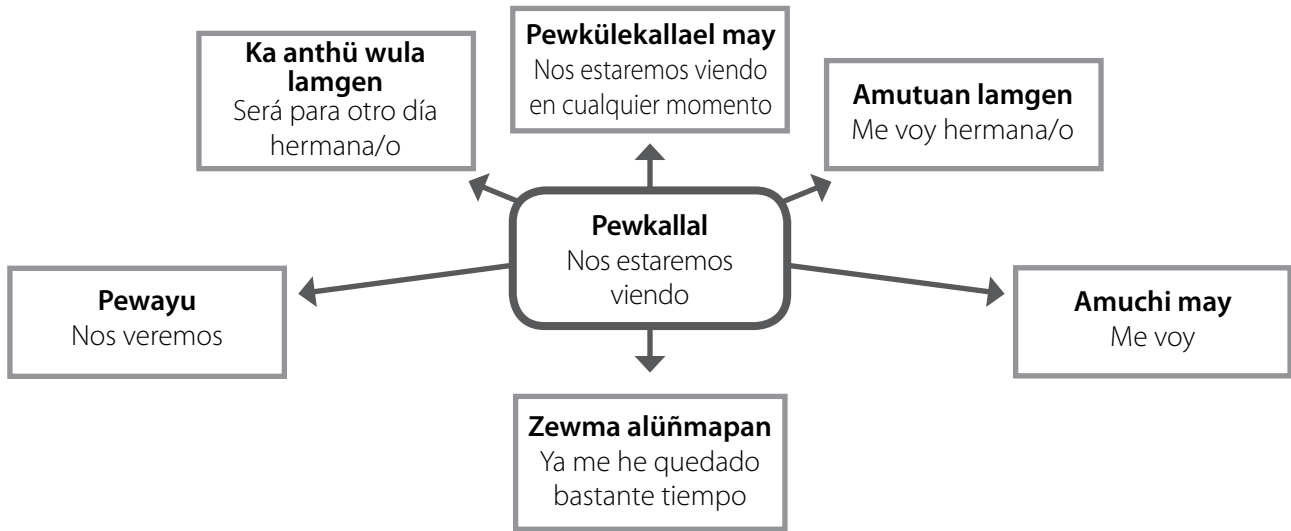 Ka anthü wula
lamgen
Será para otro día
hermana/o
Pewkülekallael may
Nos estaremos viendo
en cualquier momento
Amutuan lamgen
Me voy hermana/o
Pewkallal
Nos estaremos
viendo
Pewayu
Nos veremos
Amuchi may
Me voy
Zewma alüñmapan
Ya me he quedado
bastante tiempo